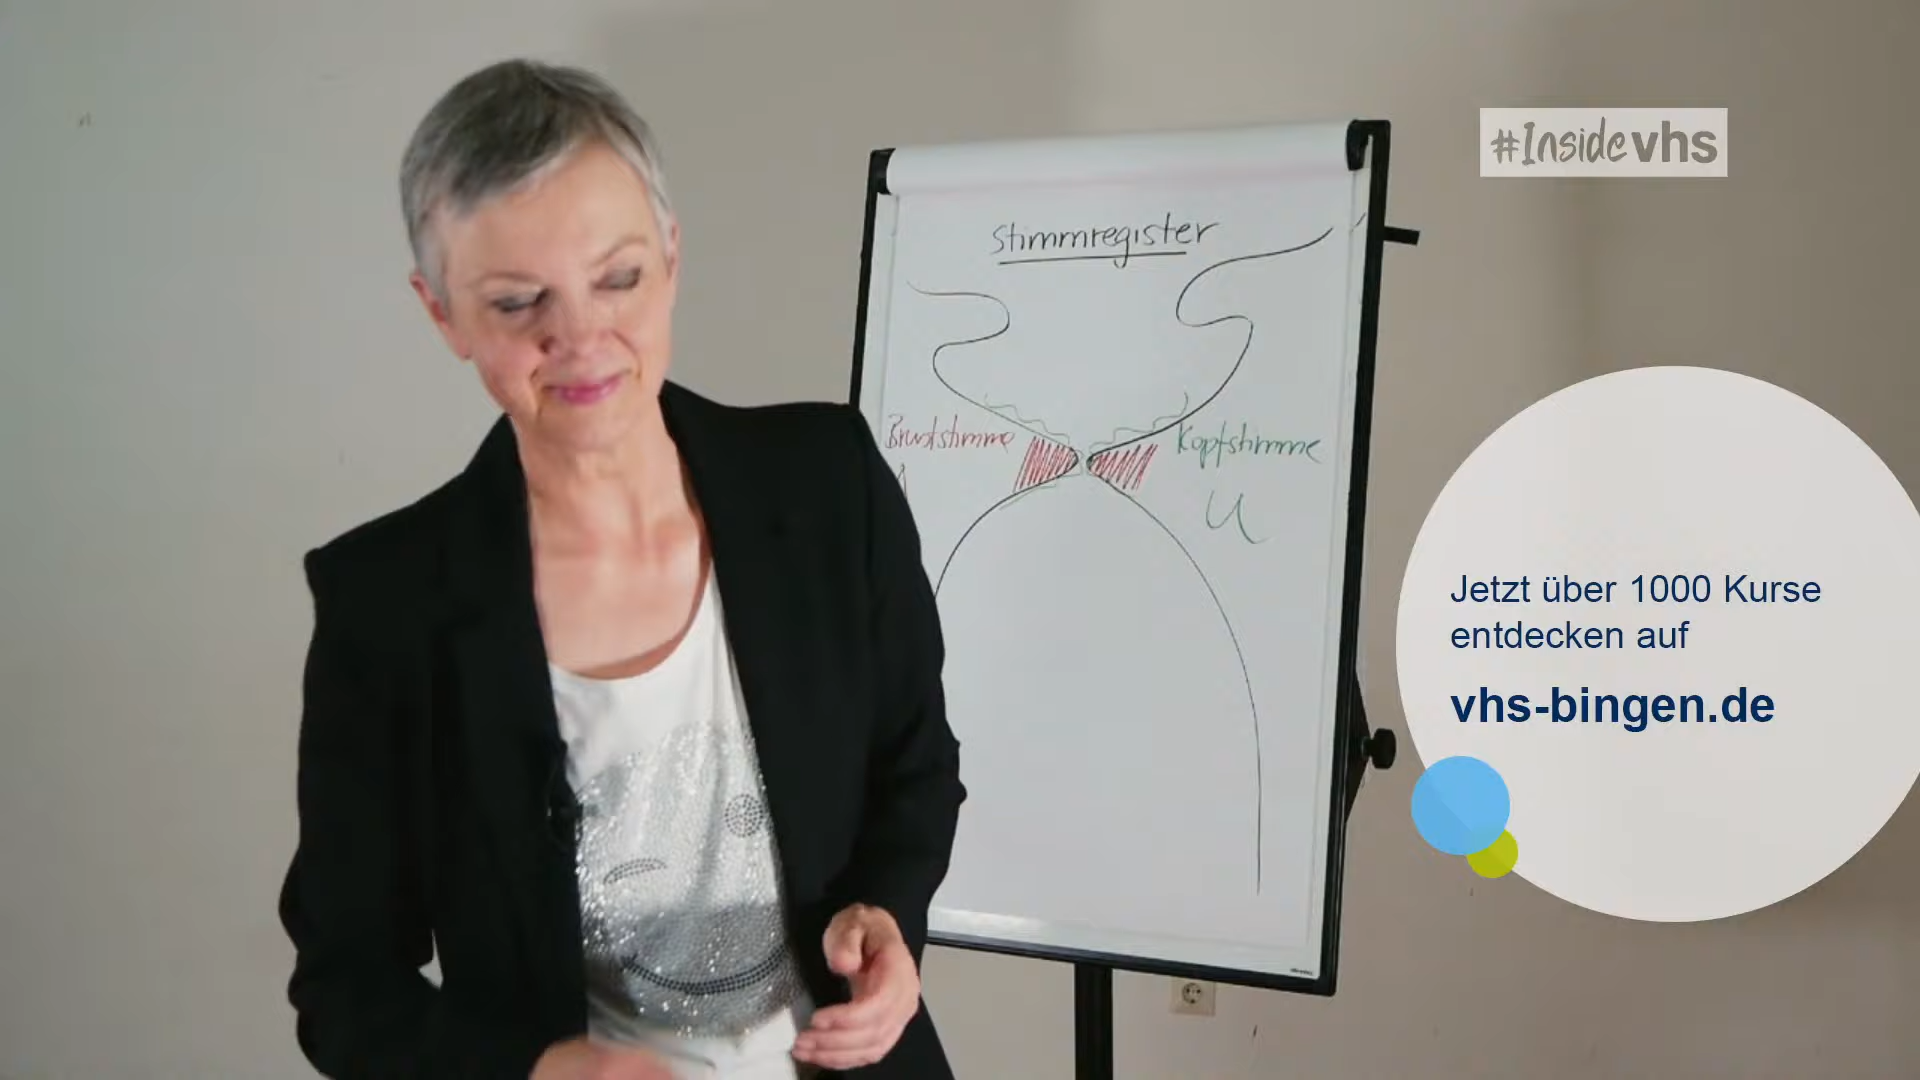 #Insidevhs
Stimmregister
Bruststimme
Kopfstimme
U
Jetzt über 1000 Kurse
entdecken auf
vhs-bingen.de